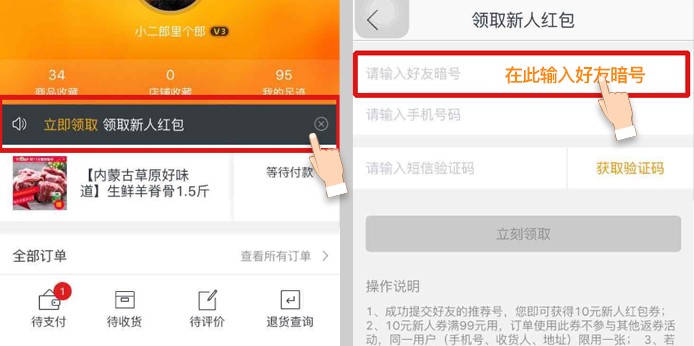 小二郎里个郎 V3
34 0 95
商品收藏 店铺收藏 我的足迹
立即领取 领取新人红包
【内蒙古草原好味
道】生鲜羊脊骨1.5斤
等待付款
全部订单 查看所有订单
1
待支付 待收货 待评价 退货查询
领取新人红包
请输入好友暗号 在此输入好友暗号
请输入手机号码
请输入短信验证码 获取验证码
立刻领取
操作说明
1、成功提交好友的推荐号，您即可获得10元新人红包券；
2、10元新人券满99元用，订单使用此券不参与其他返券活
动，同一用户（手机号、收货人、地址）限用一张； 3、若